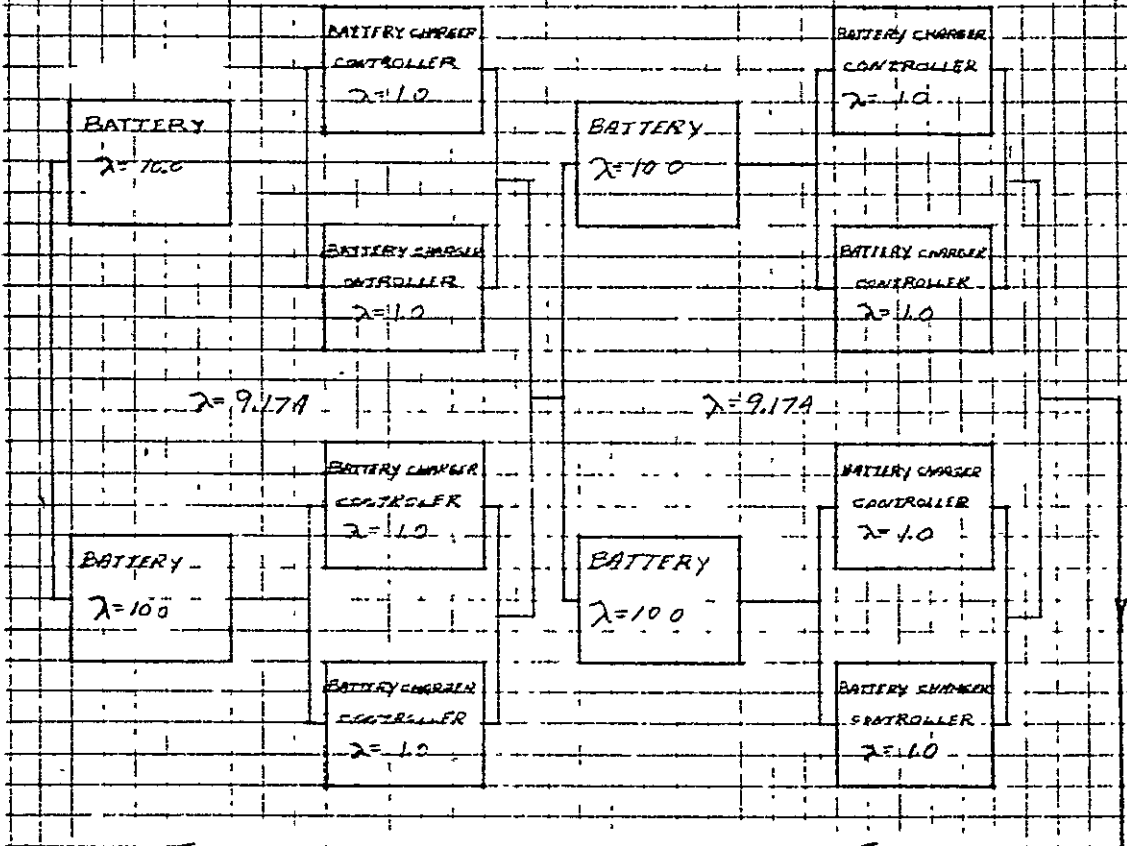 BATTERY CHARGER
CONTROLLER
λ=1.0
BATTERY CHARGER
CONTROLLER
λ=1.0
BATTERY
λ=10.0
BATTERY
λ=10 0
BATTERY CHARGER
CONTROLLER
λ=1.0
BATTERY CHARGER
CONTROLLER
λ=1.0
λ=9.174
λ=9.174
BATTERY CHARGER
CONTROLLER
λ=1.0
BATTERY CHARGER
CONTROLLER
λ=1.0
BATTERY
λ=10 0
BATTERY
λ=10 0
BATTERY CHARGER
CONTROLLER
λ=1.0
BATTERY CHARGER
CONTROLLER
λ=1.0